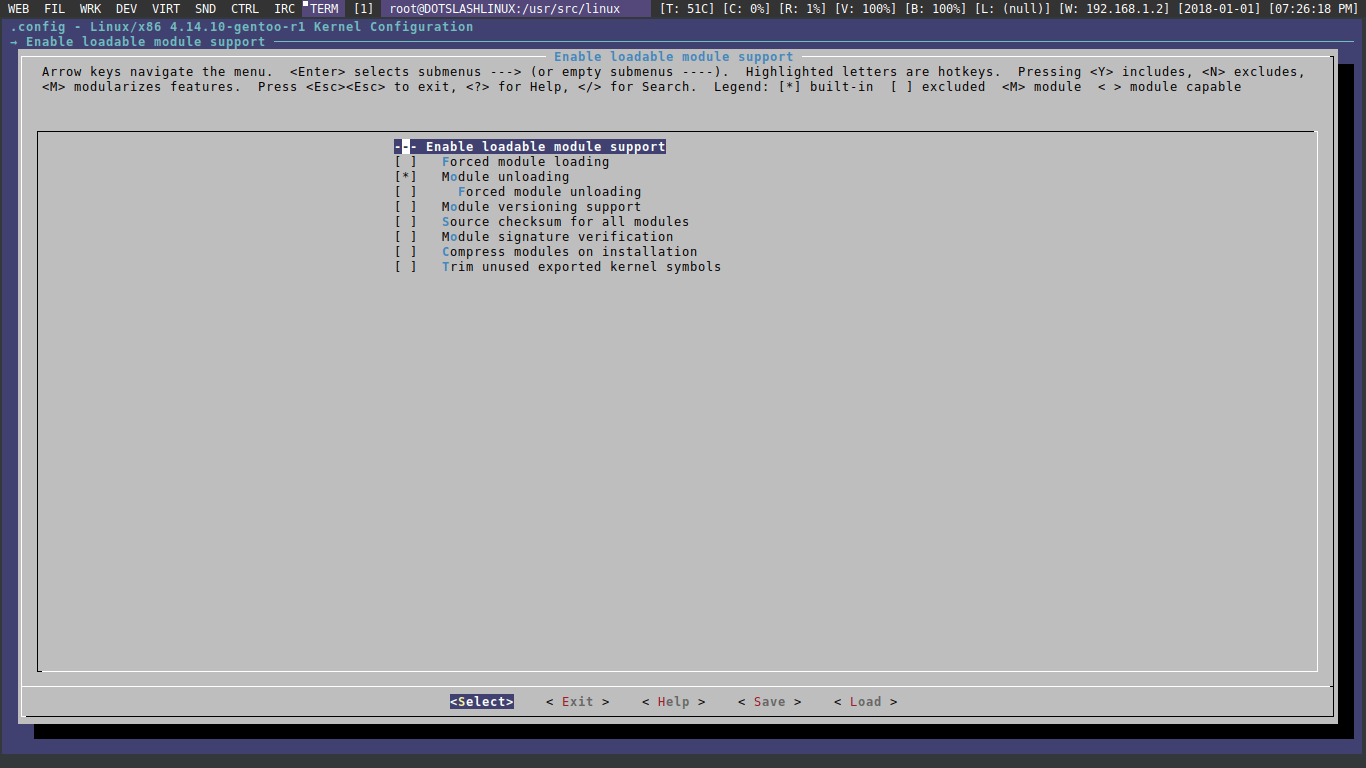 WEB FIL WRK DEV VIRT SND CTRL IRC TERM [1] root@DOTSLASHLINUX:/usr/src/linux [T: 51C] [C: 0%] [R: 1%] [V: 100%] [B: 100%] [L: (null)] [W: 192.168.1.2] [2018-01-01] [07:26:18 PM]
.config - Linux/x86 4.14.10-gentoo-r1 Kernel Configuration
→ Enable loadable module support
Enable loadable module support
Arrow keys navigate the menu.  <Enter> selects submenus ---> (or empty submenus ----).  Highlighted letters are hotkeys.  Pressing <Y> includes, <N> excludes,
<M> modularizes features.  Press <Esc><Esc> to exit, <?> for Help, </> for Search.  Legend: [*] built-in  [ ] excluded  <M> module  < > module capable
--- Enable loadable module support
[ ]   Forced module loading
[*]   Module unloading
[ ]     Forced module unloading
[ ]   Module versioning support
[ ]   Source checksum for all modules
[ ]   Module signature verification
[ ]   Compress modules on installation
[ ]   Trim unused exported kernel symbols
<Select>    < Exit >    < Help >    < Save >    < Load >